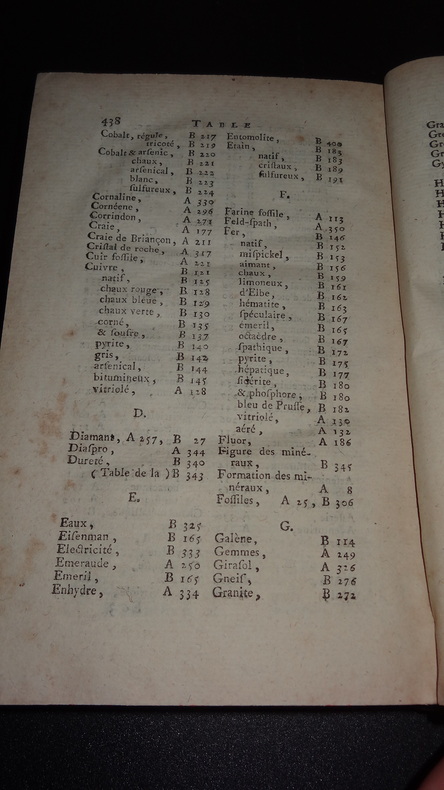 438 TABLE
Cobalt, régule, B 217
tricoté, B 219
Cobalt & arsenic, B 220
chaux, B 221
arsenical, B 222
blanc, B 223
sulfureux, B 224
Cornaline, A 330
Cornéene, A 296
Corrindon, A 272
Craie, A 177
Craie de Briançon, A 211
Cristal de roche, A 317
Cuir fossile, A 221
Cuivre, B 121
natif, B 125
chaux rouge, B 128
chaux bleue, B 129
chaux verte, B 130
corné, B 135
& soufre, B 137
pyrite, B 140
gris, B 142
arsenical, B 144
bitumineux, B 145
vitriolé, A 128
D.
Diamant, A 257, B 27
Diaspro, A 344
Dureté, B 340
(Table de la) B 343
E.
Eaux, B 325
Eisenman, B 165
Electricité, B 333
Emeraude, A 250
Emeril, B 165
Enhydre, A 334
Entomolite, B 400
Etain, B 185
natif, B 183
cristaux, B 189
sulfureux, B 191
F.
Farine fossile, A 113
Feld-spath, A 350
Fer, B 146
natif, B 152
mispickel, B 153
aimant, B 156
chaux, B 159
limoneux, B 161
d'Elbe, B 162
hématite, B 163
spéculaire, B 167
emeril, B 165
octaèdre, B 167
spathique, B 172
pyrite, B 175
hépatique, B 177
sidérite, B 180
& phosphore, B 180
bleu de Prusse, B 182
vitriolé, A 130
aéré, A 132
Fluor, A 186
Figure des miné-
raux, B 345
Formation des mi-
néraux, A 8
Fossiles, A 25, B 306
G.
Galène, B 114
Gemmes, A 249
Girasol, A 326
Gneiss, B 276
Granite, B 272